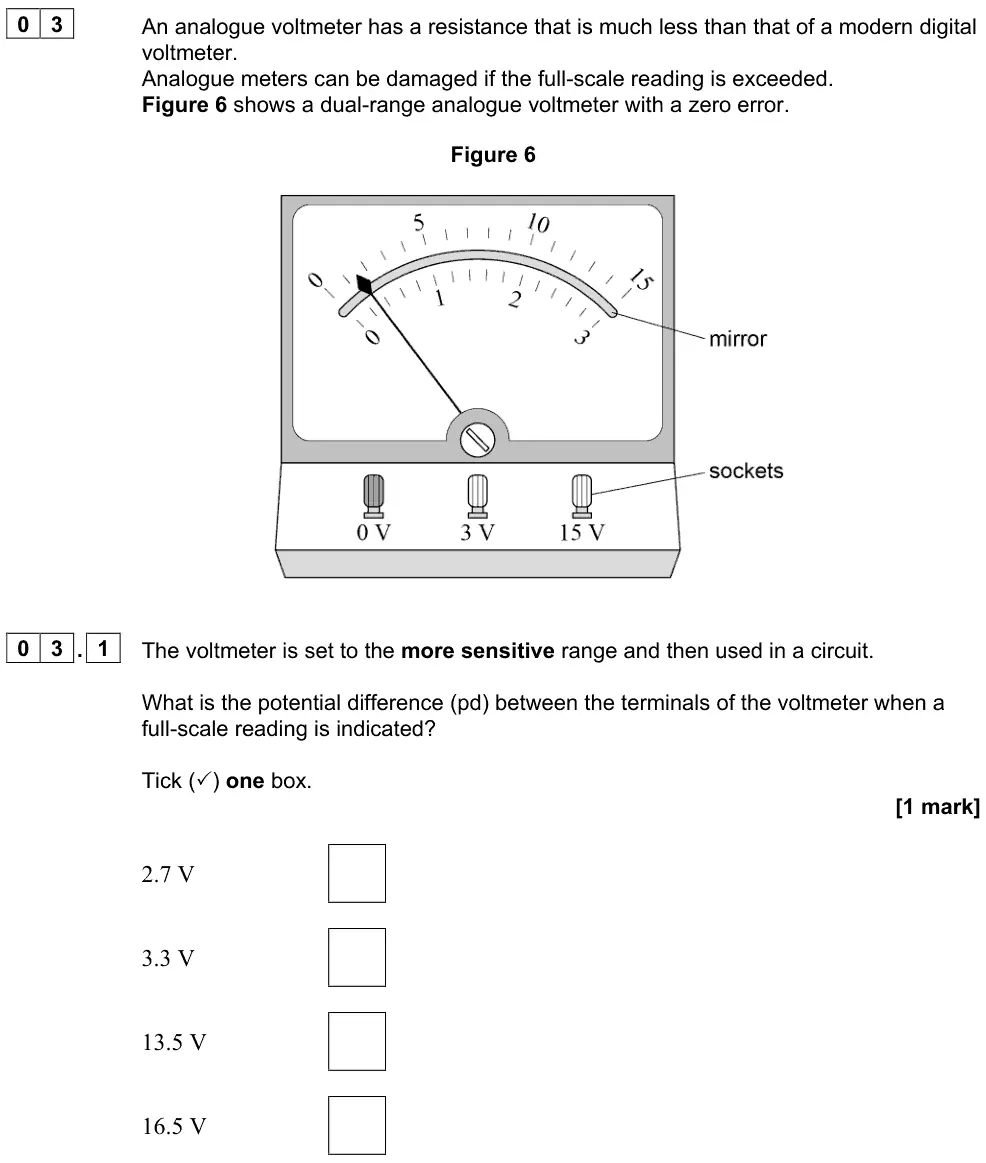 0 3 An analogue voltmeter has a resistance that is much less than that of a modern digital
voltmeter.
Analogue meters can be damaged if the full-scale reading is exceeded.
Figure 6 shows a dual-range analogue voltmeter with a zero error.
Figure 6
0 5 10 15
0 1 2 3
mirror
sockets
0 V 3 V 15 V
0 3 . 1 The voltmeter is set to the more sensitive range and then used in a circuit.
What is the potential difference (pd) between the terminals of the voltmeter when a
full-scale reading is indicated?
Tick (✓) one box.
[1 mark]
2.7 V
3.3 V
13.5 V
16.5 V